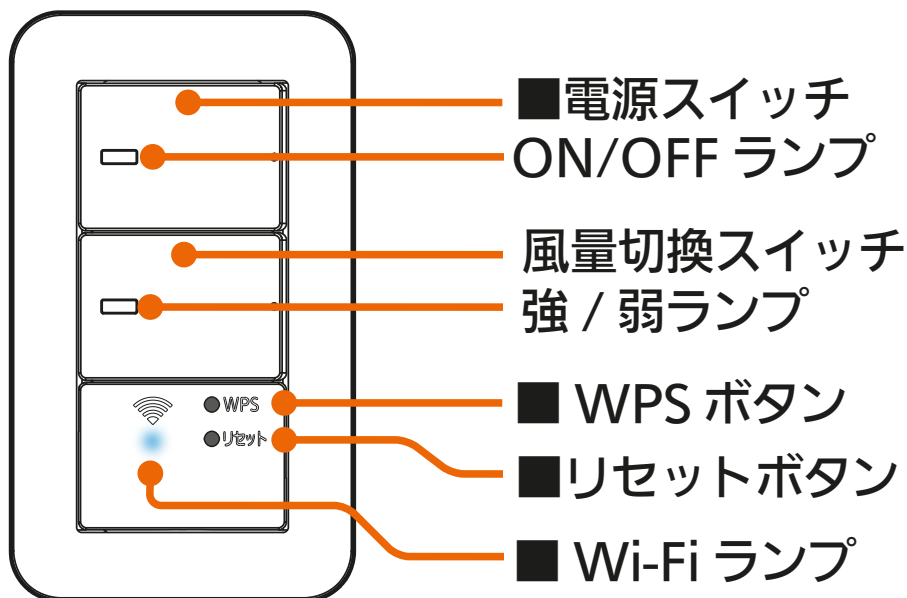 ■電源スイッチ
ON/OFF ランプ
風量切換スイッチ
強 / 弱ランプ
WPS
リセット
■ WPS ボタン
■リセットボタン
■ Wi-Fi ランプ